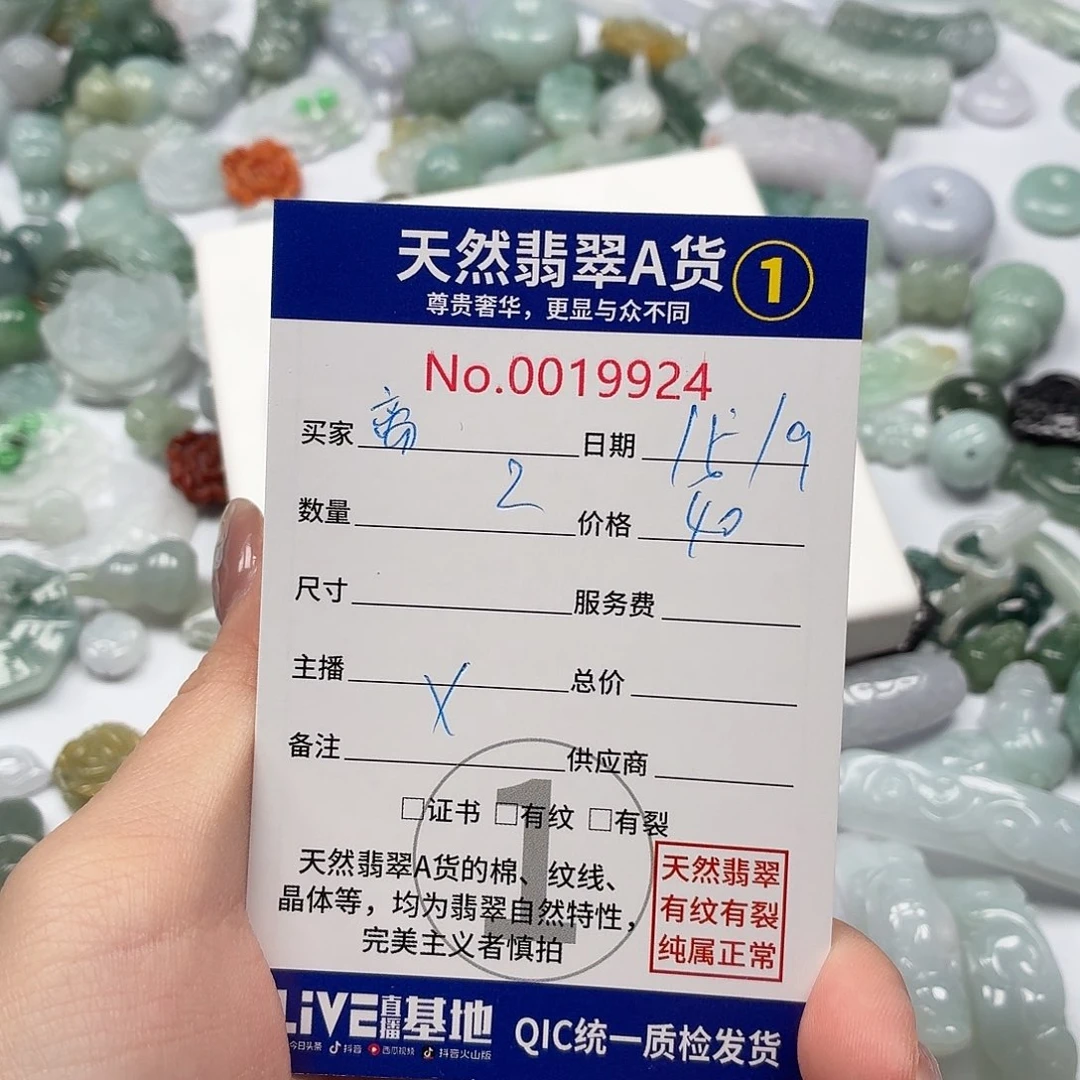 天然翡翠A货 1
尊贵奢华，更显与众不同
No.0019924
买家 离 日期 15/9
数量 2 价格 40
尺寸 服务费
主播 总价
备注 X 供应商
1
□证书 □有纹 □有裂
天然翡翠A货的棉、纹线、
晶体等，均为翡翠自然特性，
完美主义者慎拍
天然翡翠
有纹有裂
纯属正常
LiVE直播基地
今日头条 抖音 西瓜视频 抖音火山版
QIC统一质检发货